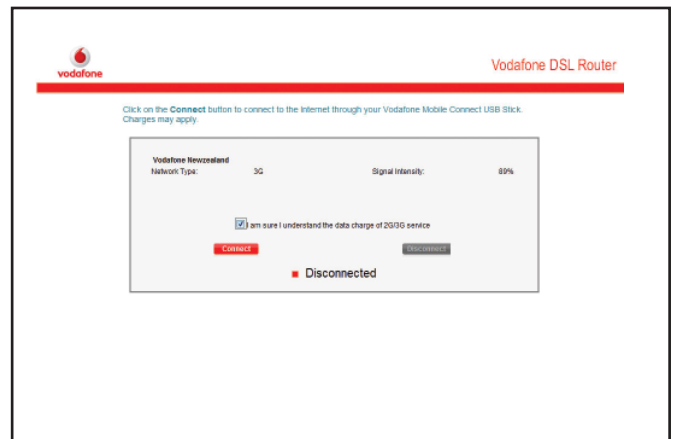 vodafone
Vodafone DSL Router
Click on the Connect button to connect to the Internet through your Vodafone Mobile Connect USB Stick.
Charges may apply.
Vodafone Newzealand
Network Type: 3G Signal Intensity: 89%
I am sure I understand the data charge of 2G/3G service
Connect Disconnect
Disconnected